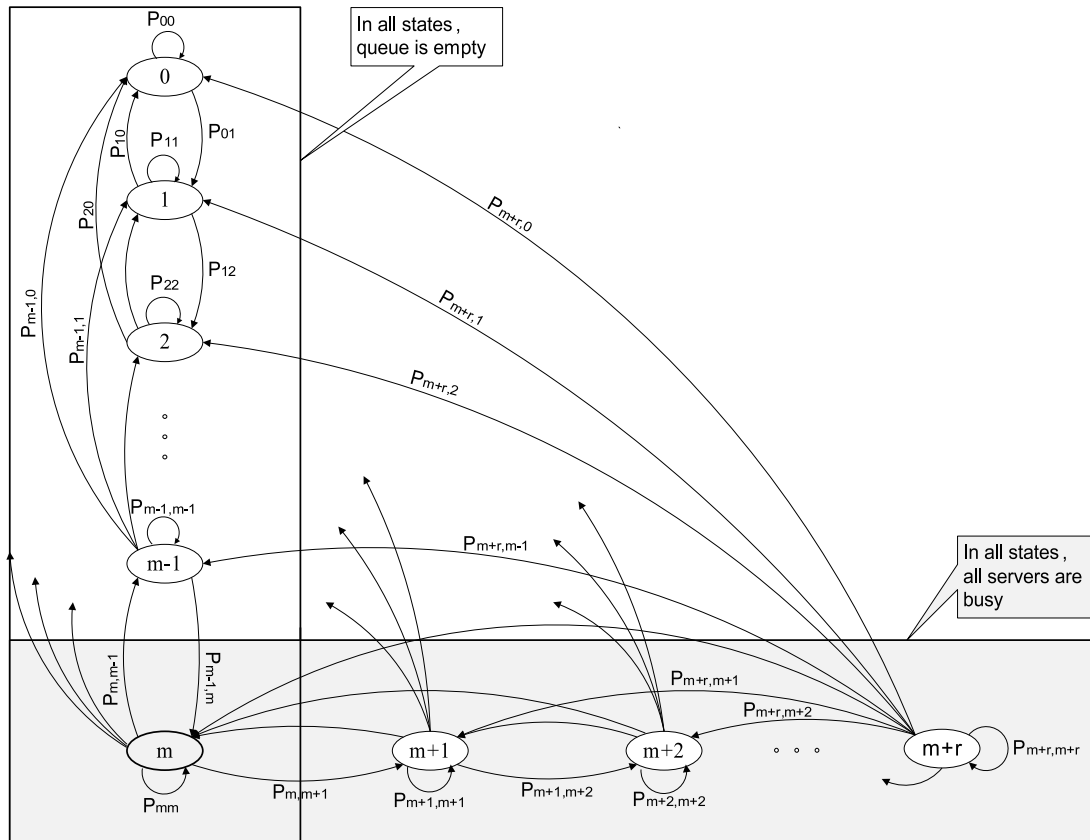 P00
In all states ,
queue is empty
0
P10
P11
P01
1
P20
P22
P12
2
Pm-1,0
Pm-1,1
Pm+r,0
Pm+r,1
Pm+r,2
Pm-1,m-1
m-1
Pm+r,m-1
In all states ,
all servers are
busy
Pm,m-1
Pm-1,m
Pm+r,m+1
Pm+r,m+2
m
m+1
m+2
m+r
Pm+r,m+r
Pmm
Pm,m+1
Pm+1,m+1
Pm+1,m+2
Pm+2,m+2